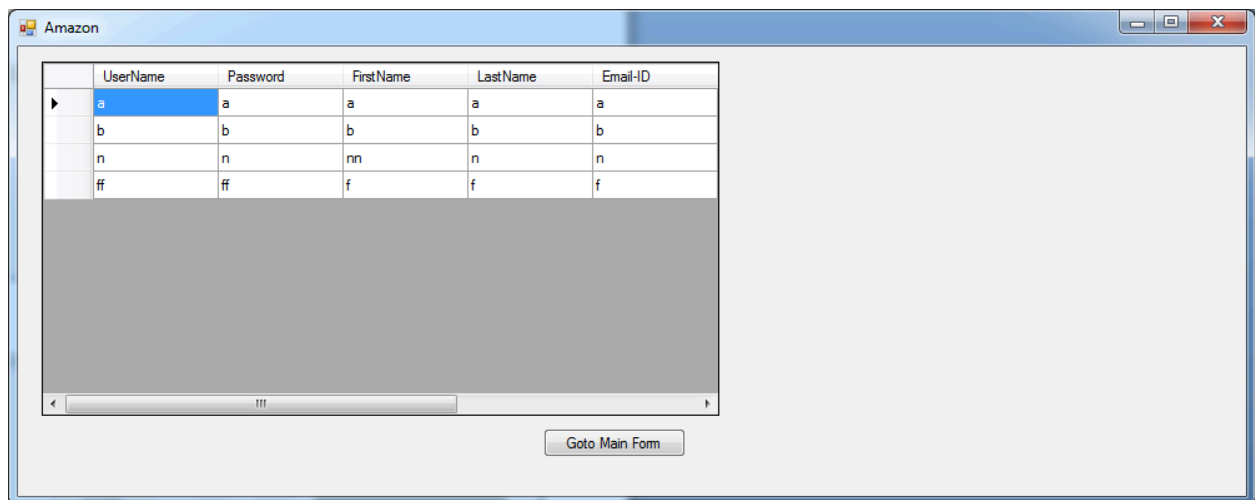 Amazon
UserName Password FirstName LastName Email-ID
a a a a a
b b b b b
n n nn n n
ff ff f f f
Goto Main Form